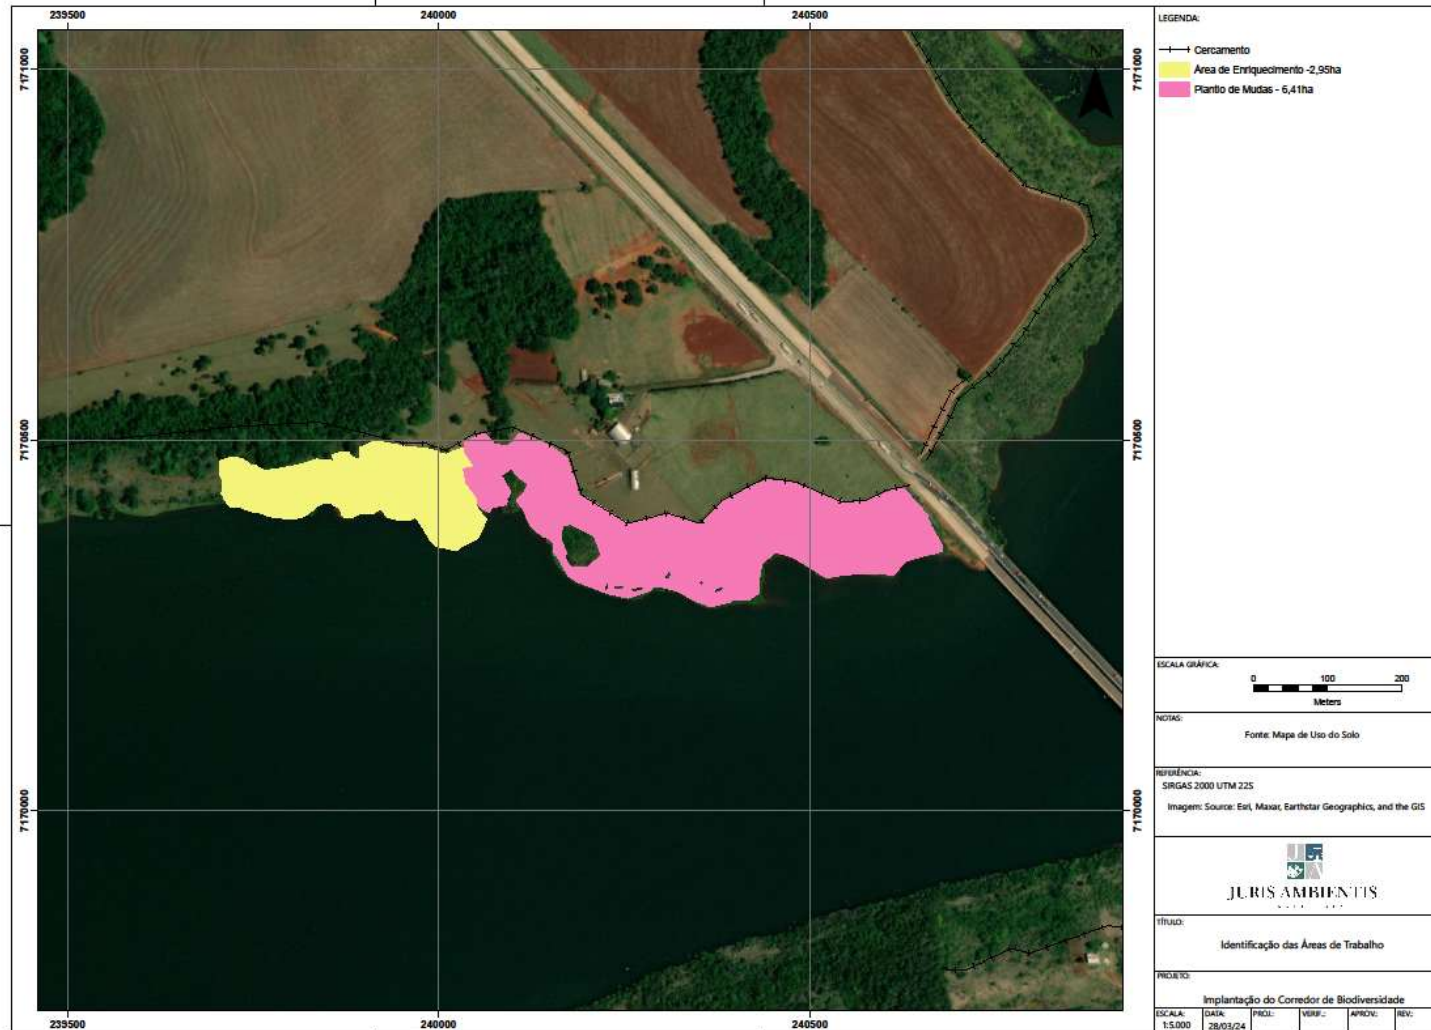 239500
240000
240500
7171000
7171000
7170500
7170500
7170000
7170000
239500
240000
240500
N
LEGENDA:
Cercamento
Área de Enriquecimento -2,95ha
Plantio de Mudas - 6,41ha
ESCALA GRÁFICA:
0 100 200
Meters
NOTAS:
Fonte: Mapa de Uso do Solo
REFERÊNCIA:
SIRGAS 2000 UTM 22S
Imagem: Source: Esri, Maxar, Earthstar Geographics, and the GIS
JURIS AMBIENTIS
TÍTULO:
Identificação das Áreas de Trabalho
PROJETO:
Implantação do Corredor de Biodiversidade
ESCALA: DATA: PROJ.: VERIF.: APROV.: REV.:
1:5.000 28/03/24